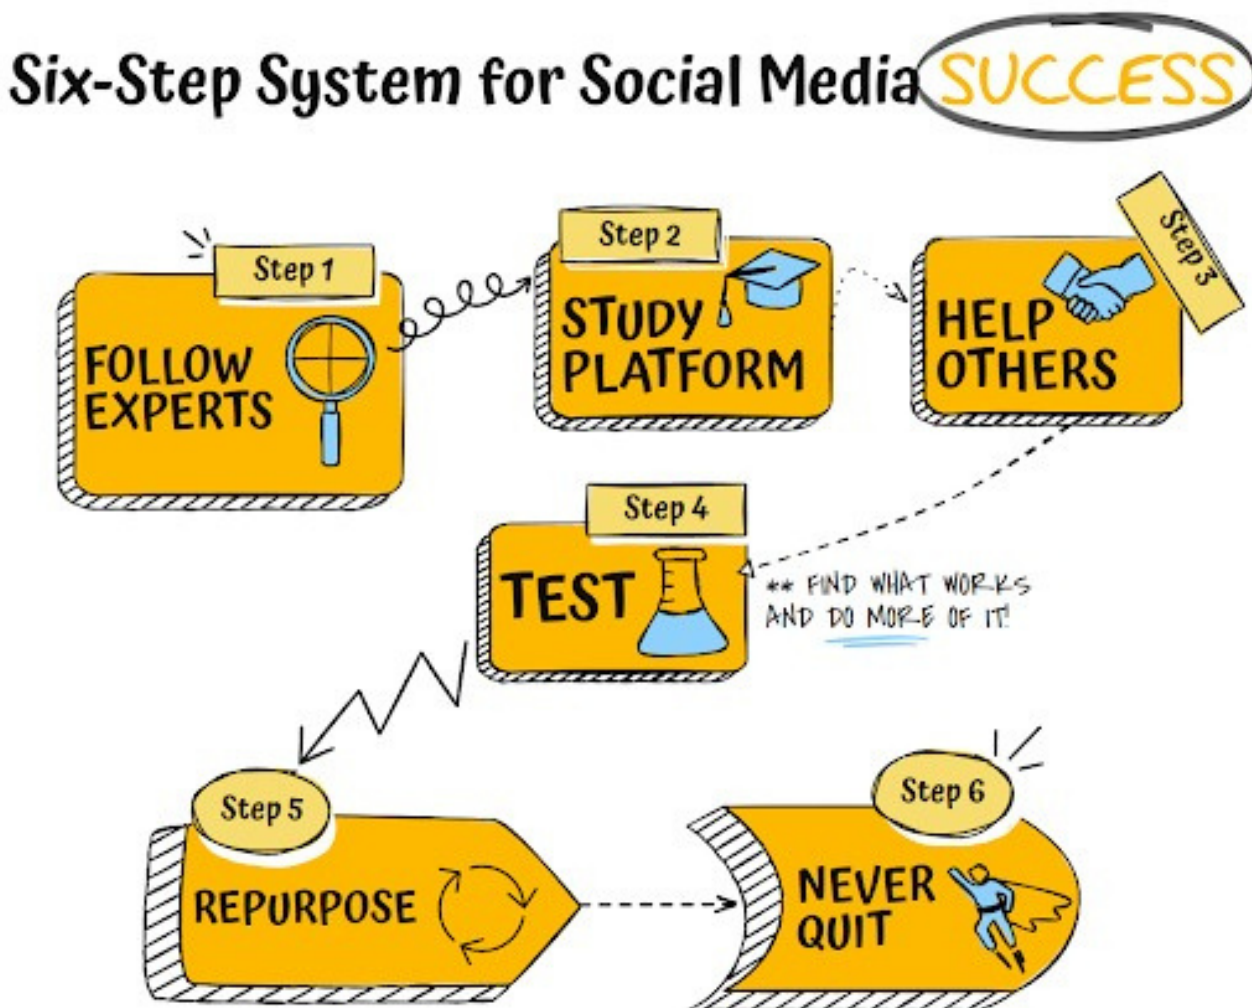 Six-Step System for Social Media SUCCESS
Step 1
FOLLOW
EXPERTS
Step 2
STUDY
PLATFORM
Step 3
HELP
OTHERS
Step 4
TEST
** FIND WHAT WORKS
AND DO MORE OF IT!
Step 5
REPURPOSE
Step 6
NEVER
QUIT